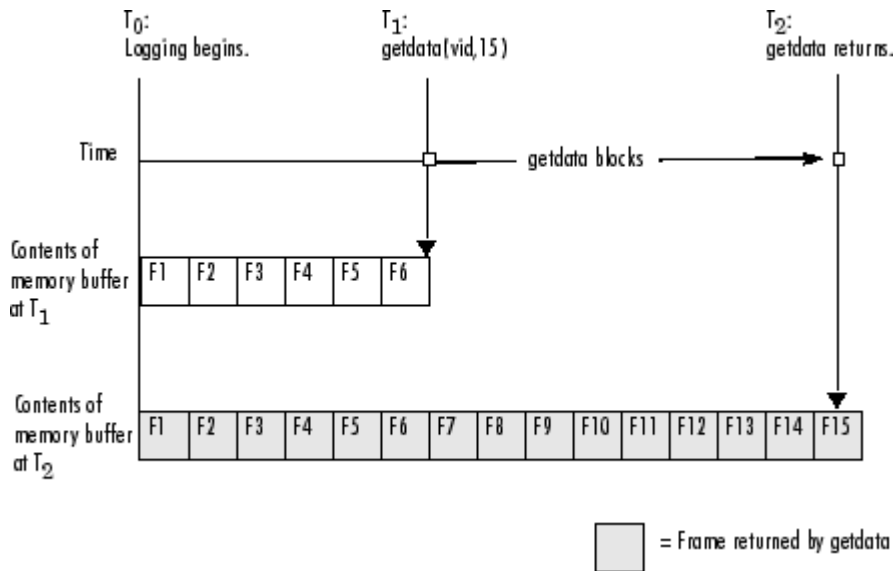 T0:
Logging begins.
T1:
getdata(vid,15)
T2:
getdata returns.
Time
getdata blocks
Contents of
memory buffer
at T1
F1 F2 F3 F4 F5 F6
Contents of
memory buffer
at T2
F1 F2 F3 F4 F5 F6 F7 F8 F9 F10 F11 F12 F13 F14 F15
= Frame returned by getdata